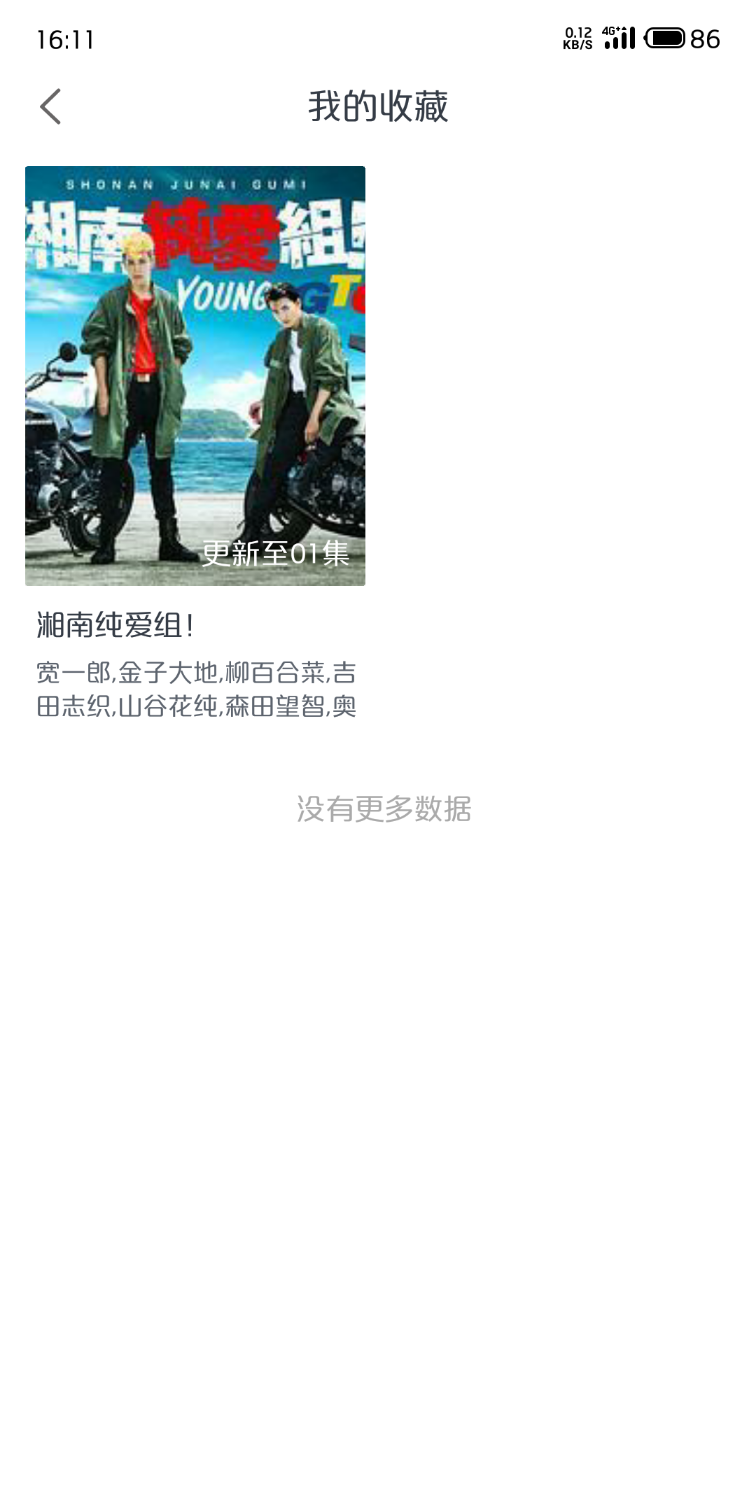 16:11
0.12
KB/S
4G+
86
我的收藏
SHONAN JUNAI GUMI
湘南純愛組!
YOUNG GT
更新至01集
湘南纯爱组!
宽一郎,金子大地,柳百合菜,吉
田志织,山谷花纯,森田望智,奥
没有更多数据